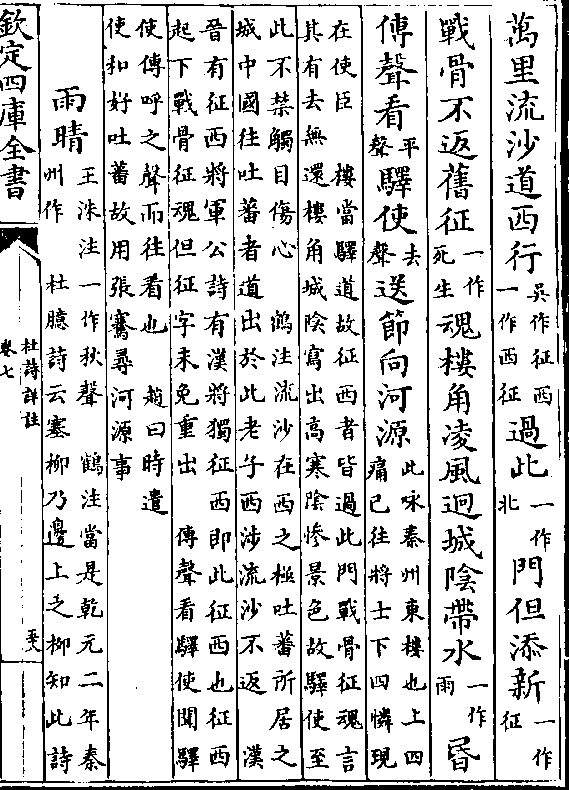 萬里流沙道西行吳作征西一作西征過此一作北門但添新一作征
戰骨不返舊征一作死生魂樓角凌風迥城陰帶水一作雨昏
傳聲看平聲驛使去聲送節向河源此咏秦州東樓也上四痛已往將士下四憐現
在使臣　樓當驛道故征西者皆過此門戰骨征魂言
其有去無還樓角城陰寫出高寒陰慘景色故驛使至
此不禁觸目傷心　鶴注流沙在西之極吐蕃所居之
城中國往吐蕃者道出於此老子西涉流沙不返　漢
晉有征西將軍公詩有漢將獨征西即此征西也征西
起下戰骨征魂但征字未免重出　傳聲看驛使聞驛
使傳呼之聲而往看也　趙曰時遣
使和好吐蕃故用張騫尋河源事
雨晴王洙注一作秋聲　鶴注當是乾元二年秦
州作　杜臆詩云塞柳乃邊上之柳知此詩
欽定四庫全書
杜詩詳註
卷七